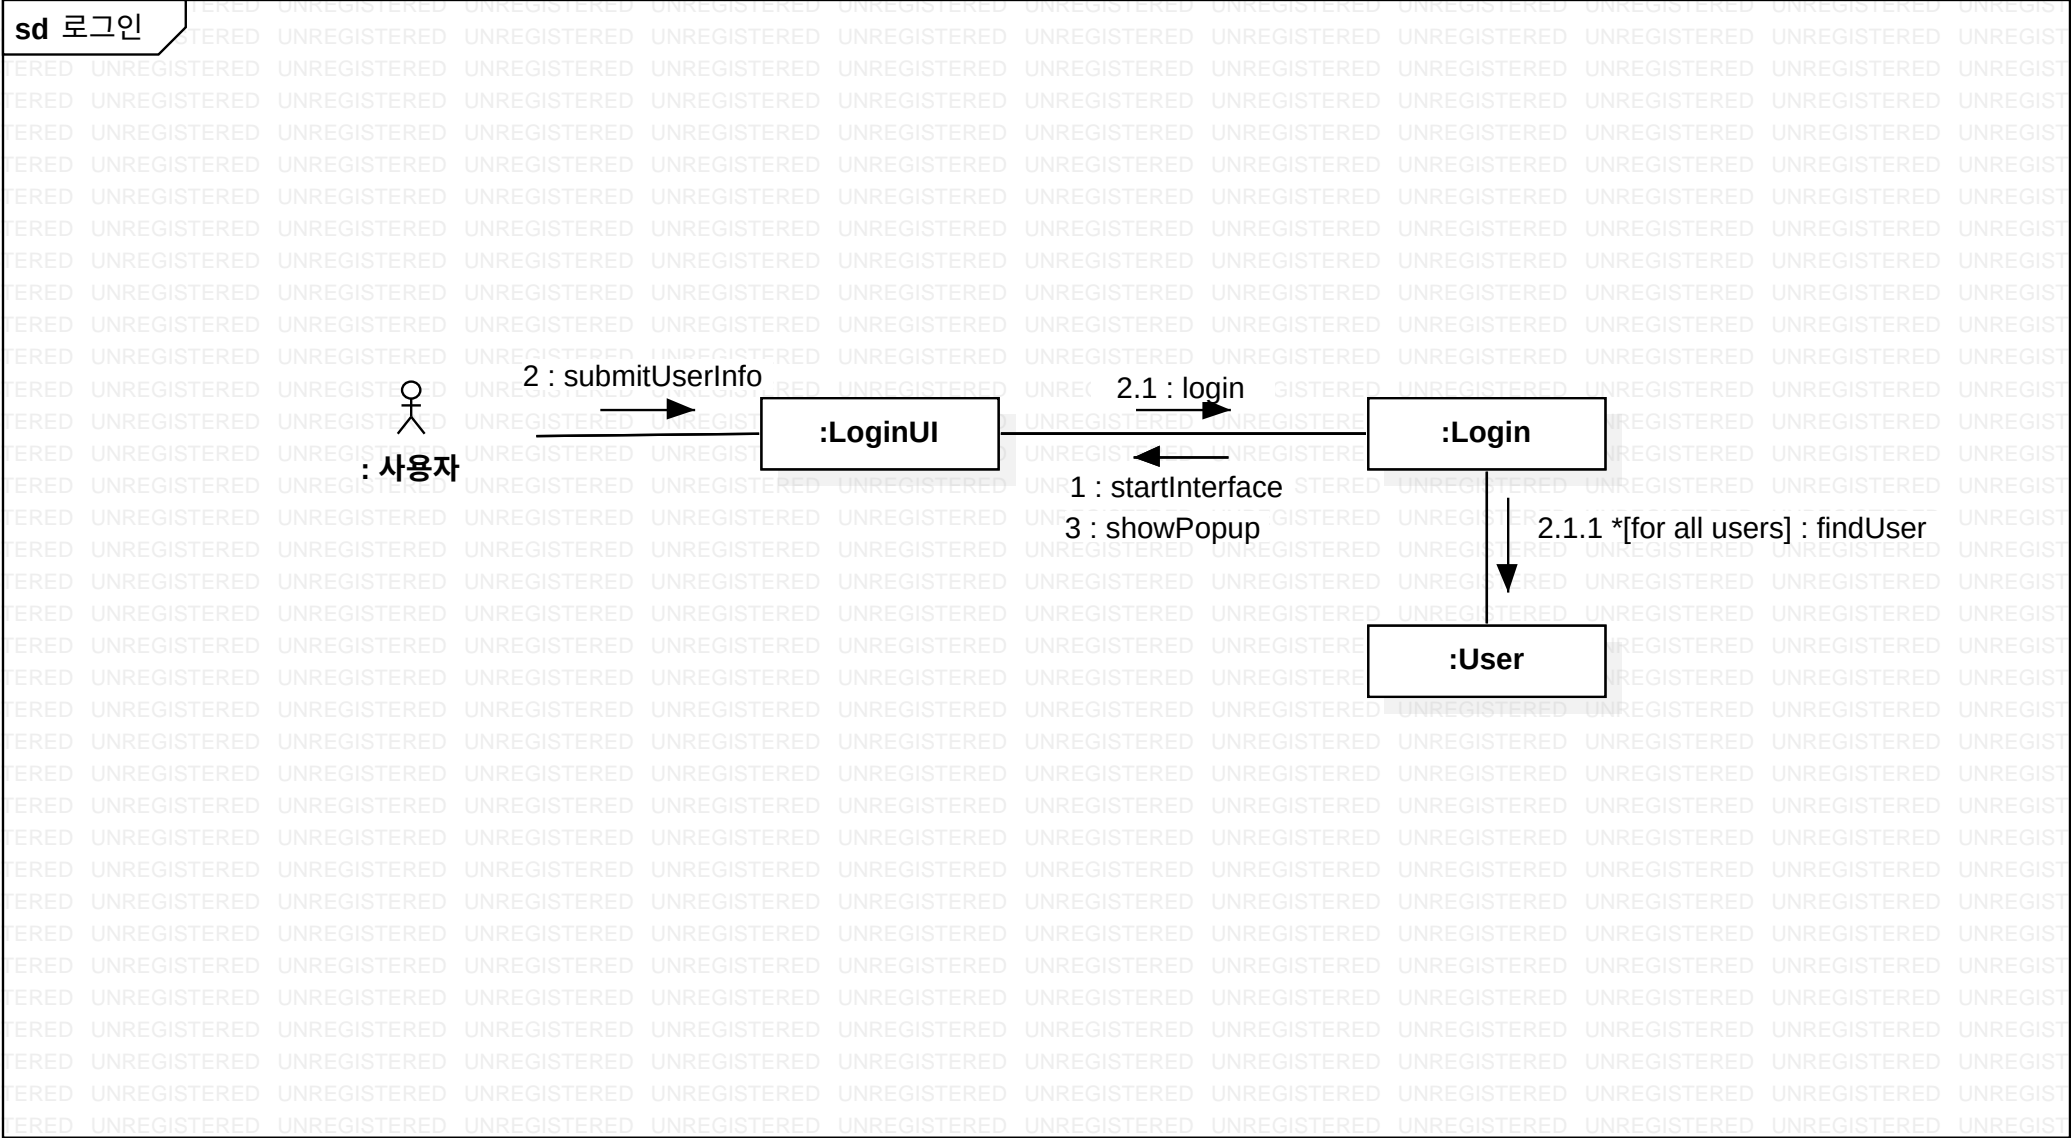 sd 로그인
2 : submitUserInfo
2.1 : login
: 사용자
:LoginUI
:Login
1 : startInterface
3 : showPopup
2.1.1 *[for all users] : findUser
:User
UNREGISTERED